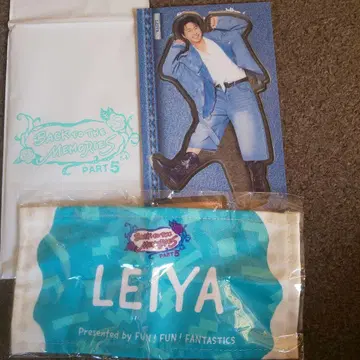 BACK TO THE
MEMORIES
PART 5
BACK TO THE
MEMORIES
PART 5
LEIYA
Presented by FUN! FUN! FANTASTICS